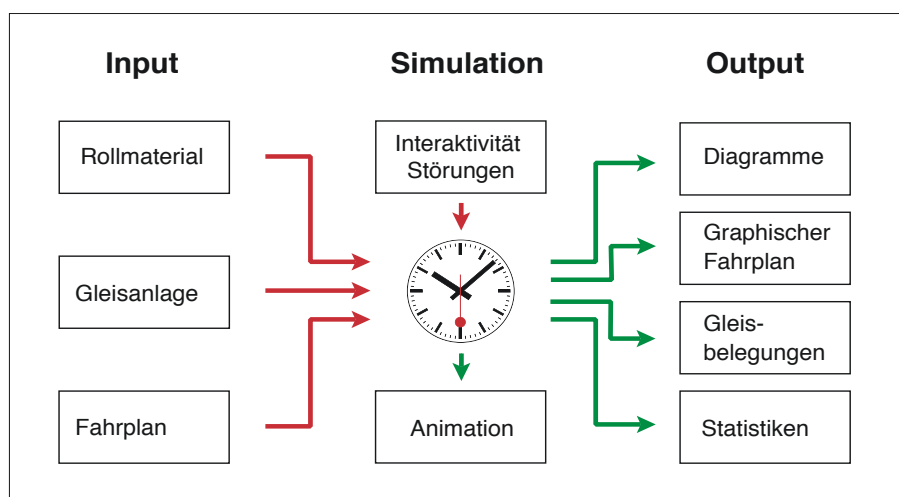 Input
Simulation
Output
Rollmaterial
Gleisanlage
Fahrplan
Interaktivität
Störungen
Animation
Diagramme
Graphischer
Fahrplan
Gleis-
belegungen
Statistiken